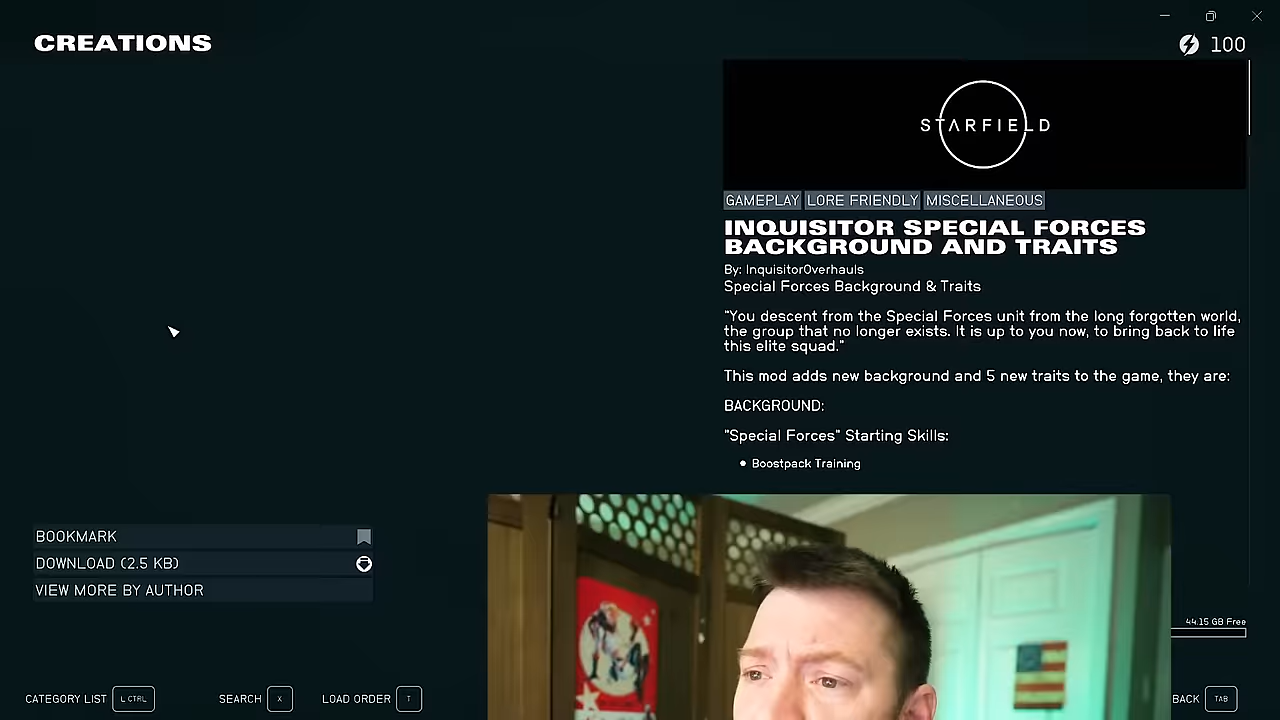 CREATIONS
100
STARFIELD
GAMEPLAY LORE FRIENDLY MISCELLANEOUS
INQUISITOR SPECIAL FORCES
BACKGROUND AND TRAITS
By: InquisitorOverhauls
Special Forces Background & Traits
"You descent from the Special Forces unit from the long forgotten world,
the group that no longer exists. It is up to you now, to bring back to life
this elite squad."
This mod adds new background and 5 new traits to the game, they are:
BACKGROUND:
"Special Forces" Starting Skills:
• Boostpack Training
BOOKMARK
DOWNLOAD (2.5 KB)
VIEW MORE BY AUTHOR
44.15 GB Free
CATEGORY LIST L CTRL
SEARCH X
LOAD ORDER T
BACK TAB